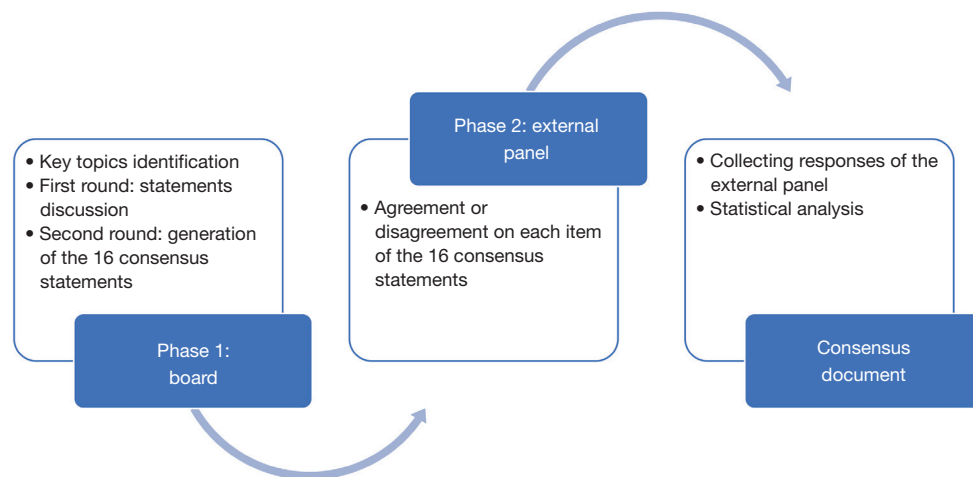 • Key topics identification
• First round: statements
discussion
• Second round: generation
of the 16 consensus
statements
Phase 1:
board
Phase 2: external
panel
• Agreement or
disagreement on each item
of the 16 consensus
statements
• Collecting responses of the
external panel
• Statistical analysis
Consensus
document